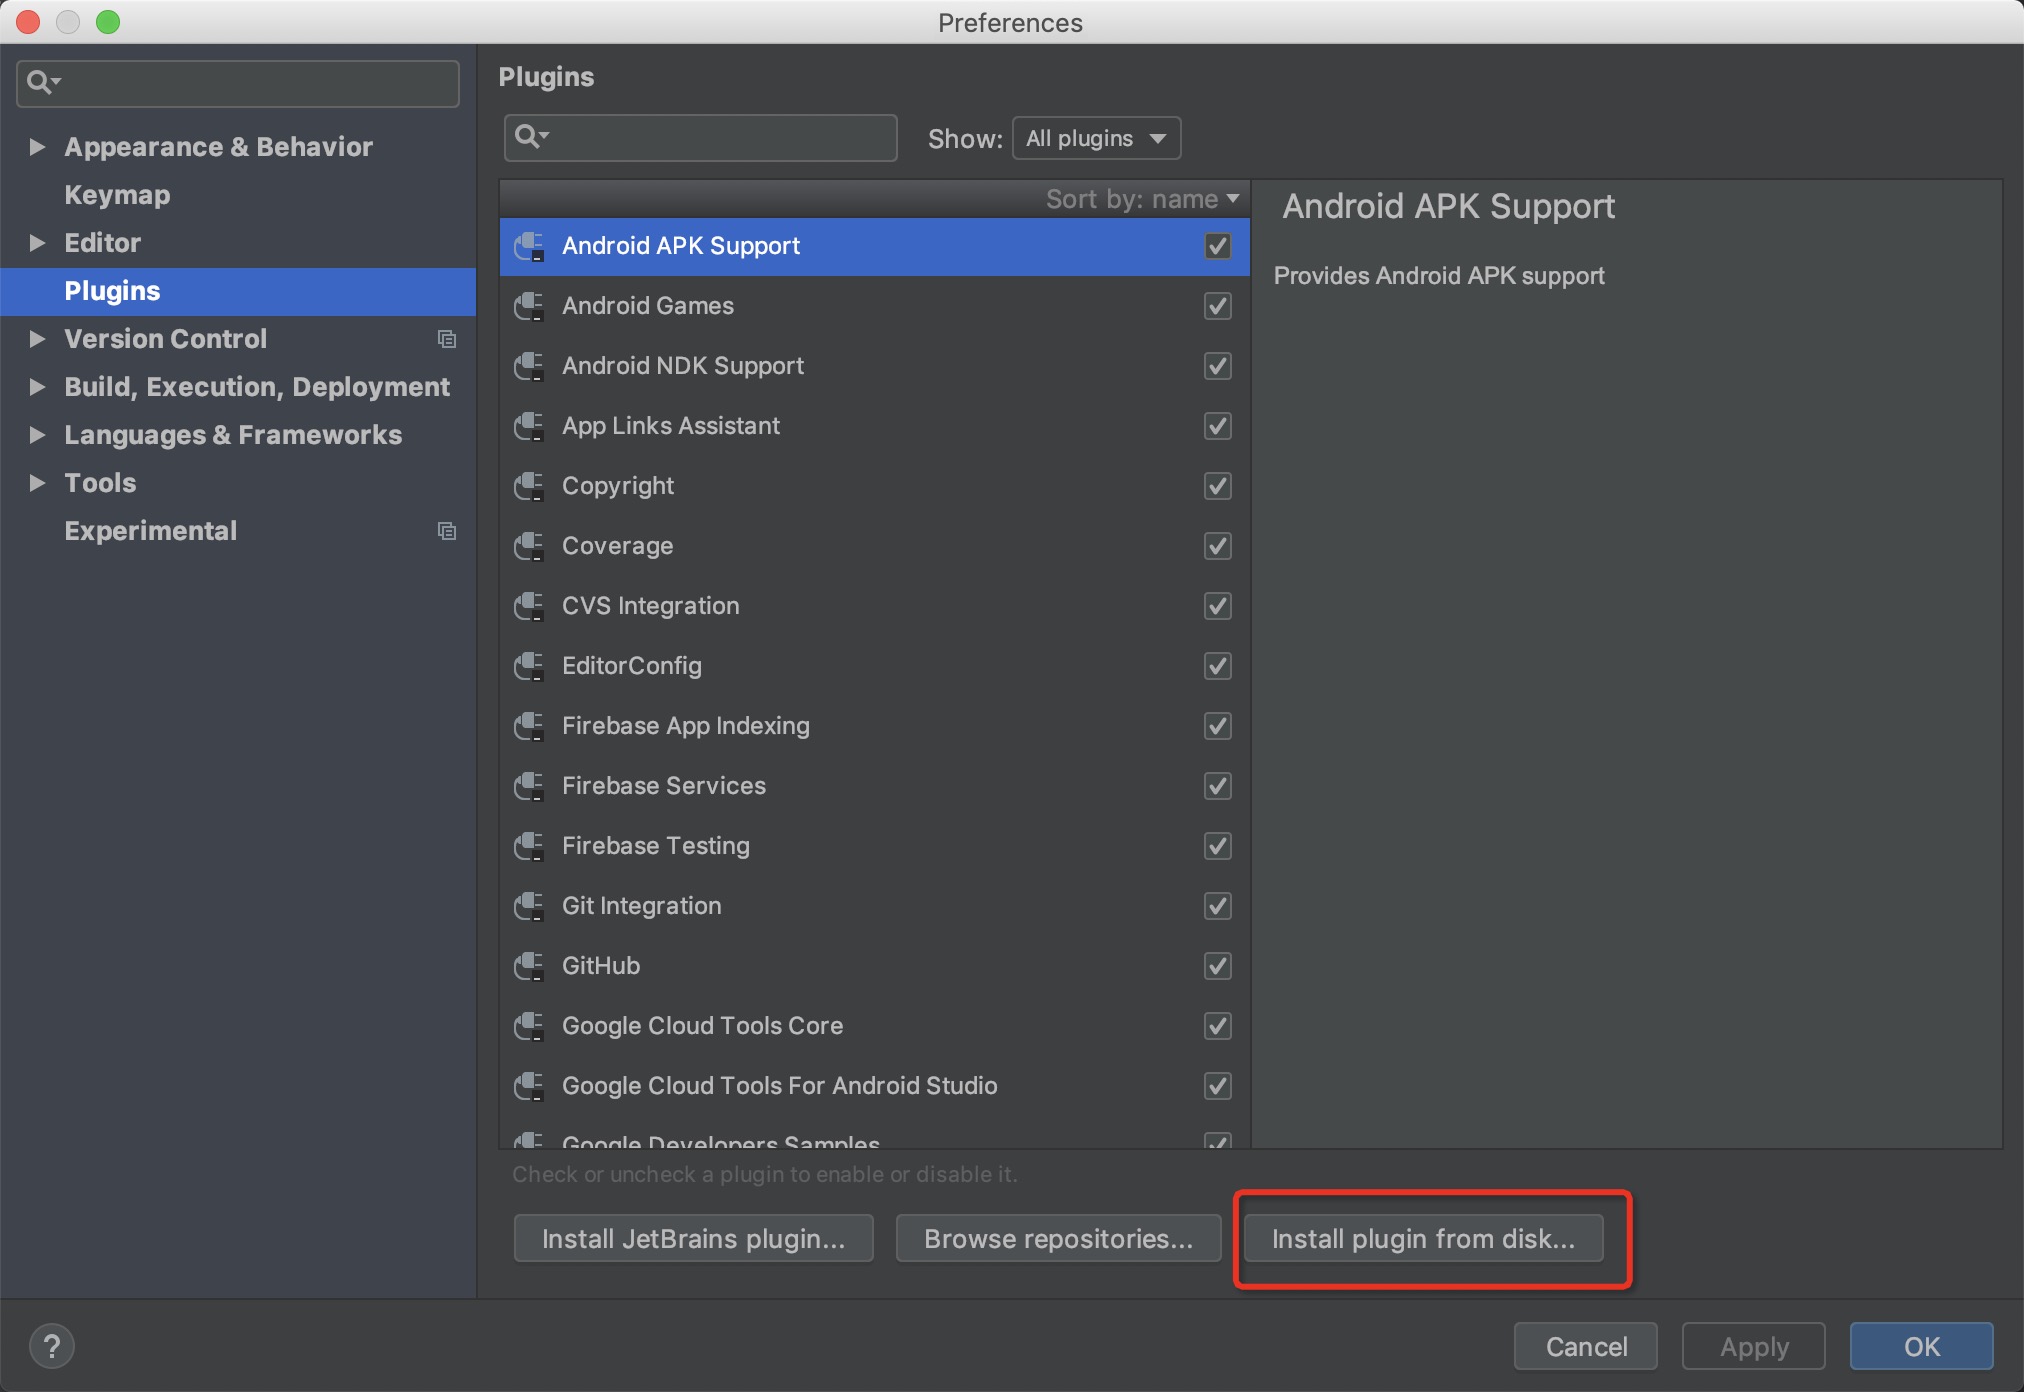 Preferences
Appearance & Behavior
Keymap
Editor
Plugins
Version Control
Build, Execution, Deployment
Languages & Frameworks
Tools
Experimental
Plugins
Show: All plugins
Sort by: name
Android APK Support
Android Games
Android NDK Support
App Links Assistant
Copyright
Coverage
CVS Integration
EditorConfig
Firebase App Indexing
Firebase Services
Firebase Testing
Git Integration
GitHub
Google Cloud Tools Core
Google Cloud Tools For Android Studio
Google Developers Samples
Android APK Support
Provides Android APK support
Check or uncheck a plugin to enable or disable it.
Install JetBrains plugin... Browse repositories... Install plugin from disk...
? Cancel Apply OK